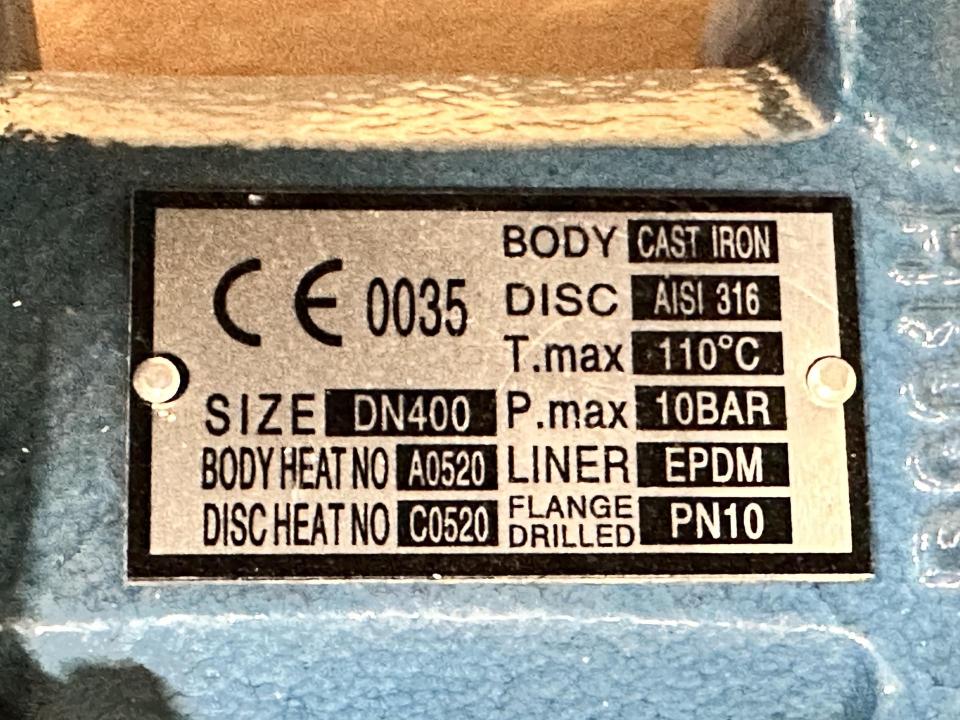 CE 0035
SIZE DN400
BODY HEAT NO A0520
DISC HEAT NO C0520
BODY CAST IRON
DISC AISI 316
T.max 110°C
P.max 10BAR
LINER EPDM
FLANGE
DRILLED PN10